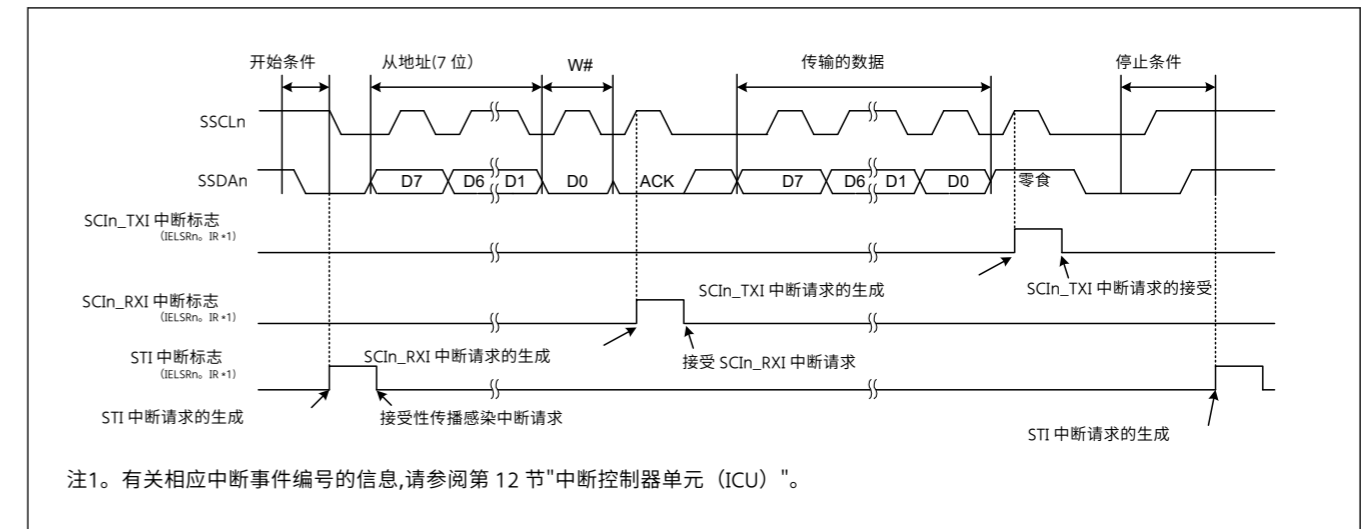 开始条件
从地址(7 位）
W#
传输的数据
停止条件
SSCLn
SSDAn
D7
D6
D1
D0
ACK
D7
D6
D1
D0
零食
SCIn_TXI 中断标志
（IELSRn。IR *1）
SCIn_TXI 中断请求的生成
SCIn_TXI 中断请求的接受
SCIn_RXI 中断标志
（IELSRn。IR *1）
SCIn_RXI 中断请求的生成
接受 SCIn_RXI 中断请求
STI 中断标志
（IELSRn。IR *1）
STI 中断请求的生成
接受性传播感染中断请求
STI 中断请求的生成
注1。有关相应中断事件编号的信息,请参阅第 12 节"中断控制器单元（ICU）"。